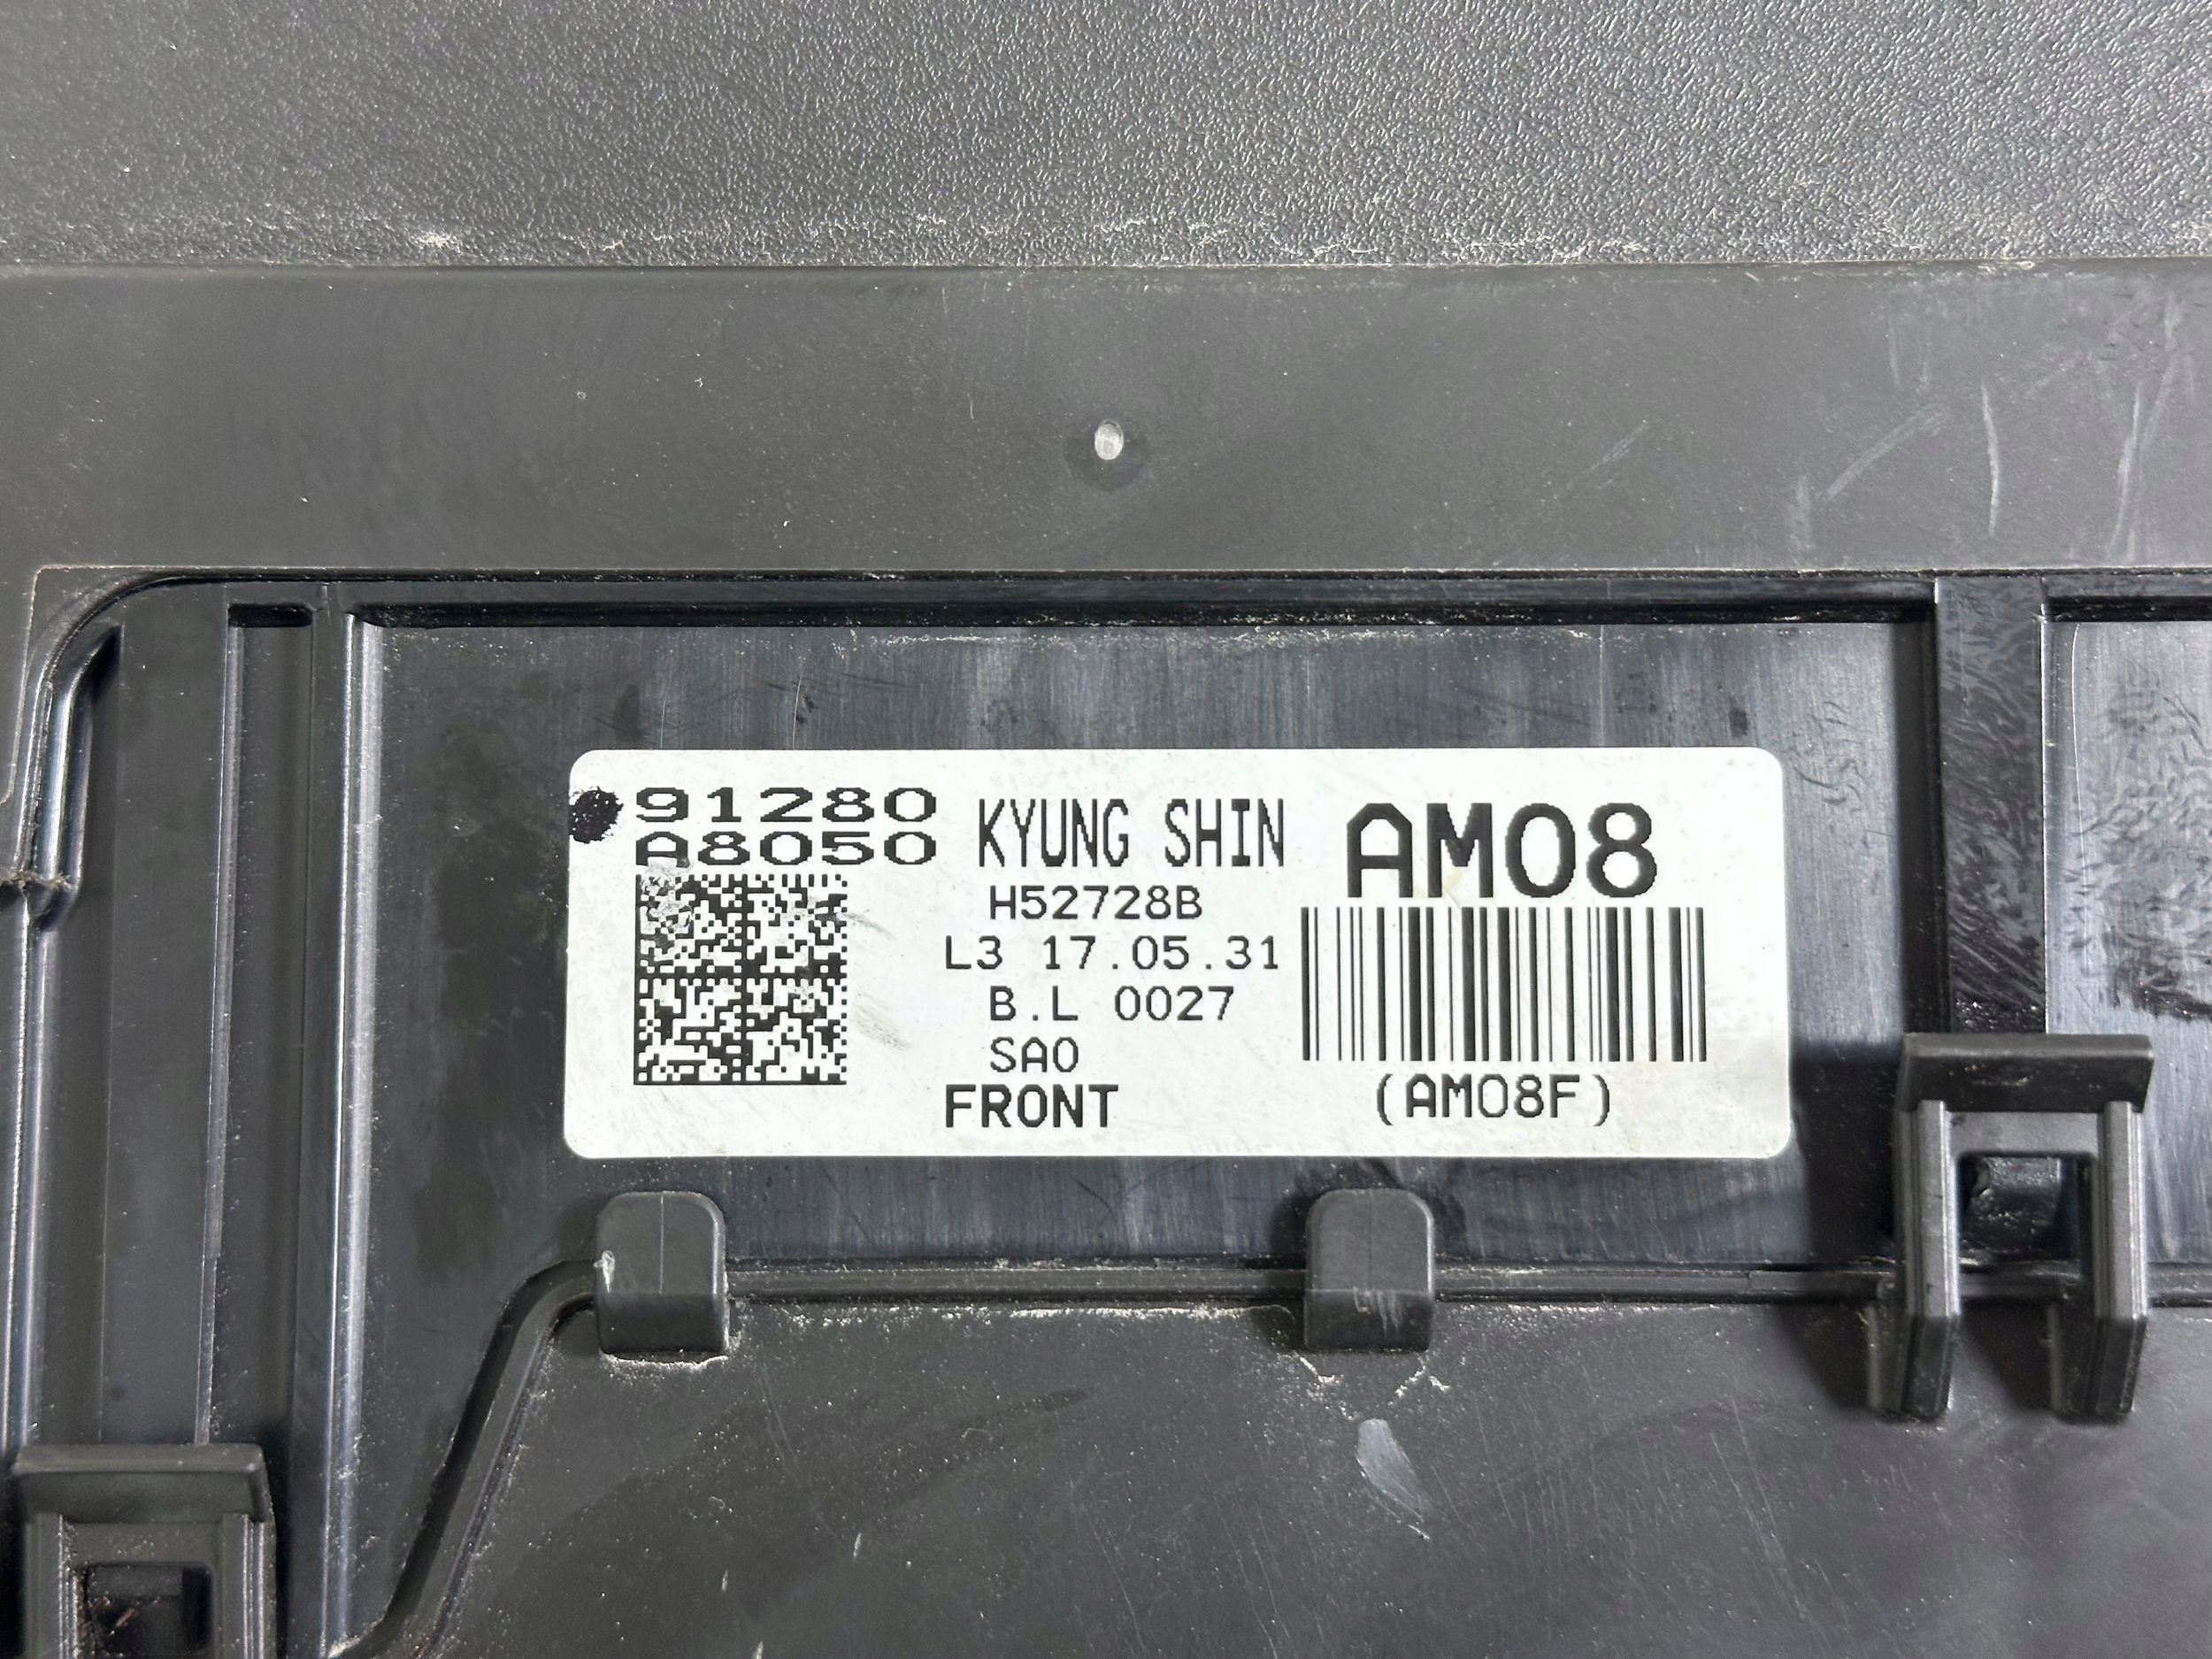 91280
A8050
KYUNG SHIN
H52728B
L3 17.05.31
B.L 0027
SA0
FRONT
AM08
(AM08F)